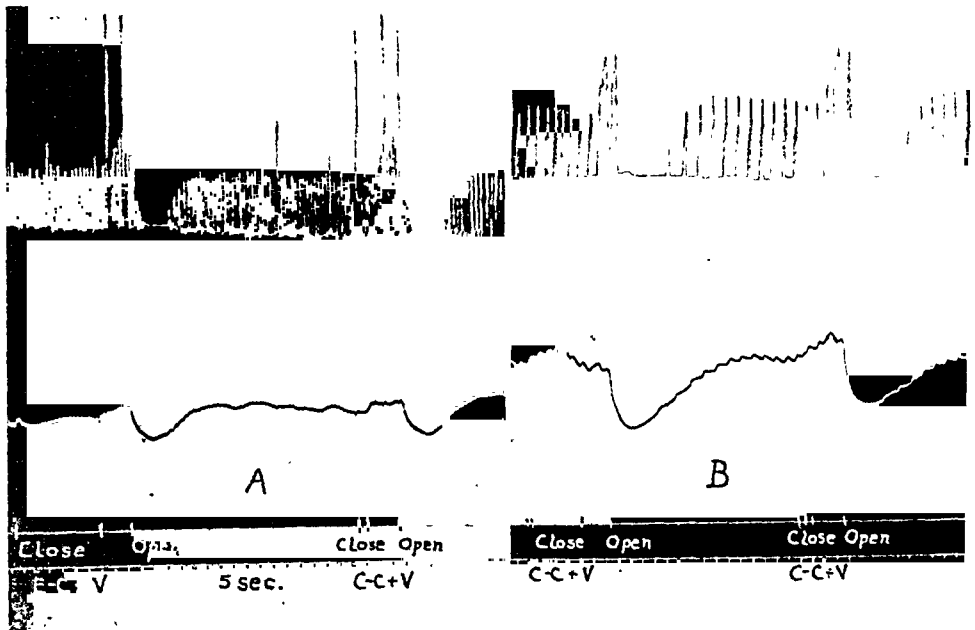 A
B
Close Close Open Close Open Close Open
V 5 sec. C-C+V C-C+V C-C+V